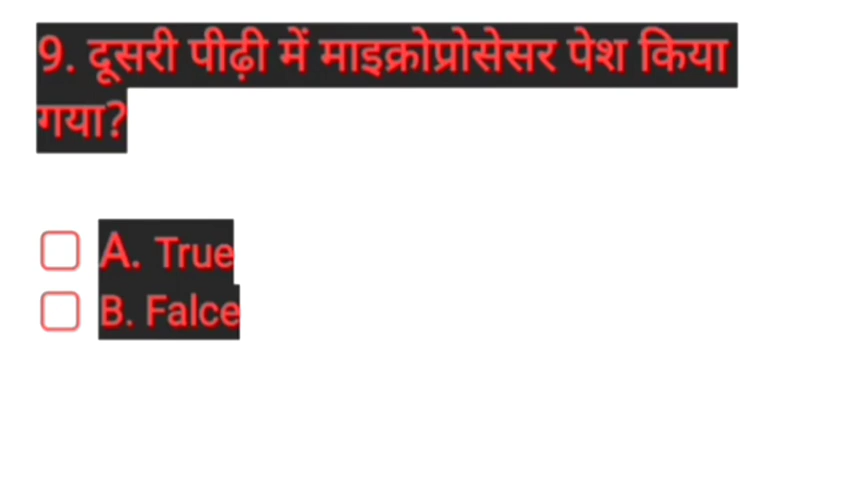 9. दूसरी पीढ़ी में माइक्रोप्रोसेसर पेश किया
गया?
A. True
B. Falce